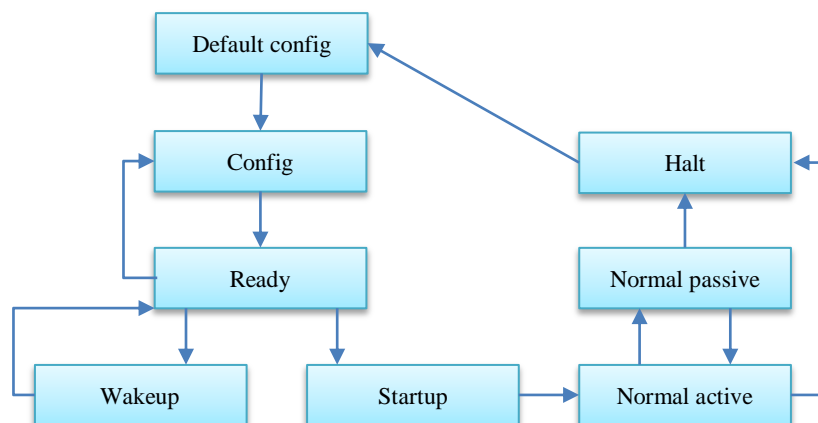 Default config
Config
Halt
Ready
Normal passive
Wakeup
Startup
Normal active